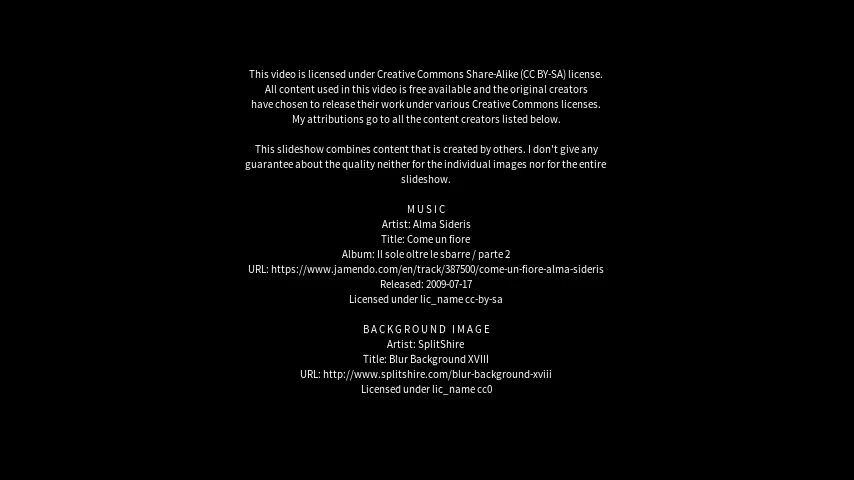 This video is licensed under Creative Commons Share-Alike (CC BY-SA) license.
All content used in this video is free available and the original creators
have chosen to release their work under various Creative Commons licenses.
My attributions go to all the content creators listed below.
This slideshow combines content that is created by others. I don't give any
guarantee about the quality neither for the individual images nor for the entire
slideshow.
MUSIC
Artist: Alma Sideris
Title: Come un fiore
Album: Il sole oltre le sbarre / parte 2
URL: https://www.jamendo.com/en/track/387500/come-un-fiore-alma-sideris
Released: 2009-07-17
Licensed under lic_name cc-by-sa
BACKGROUND IMAGE
Artist: SplitShire
Title: Blur Background XVIII
URL: http://www.splitshire.com/blur-background-xviii
Licensed under lic_name cc0